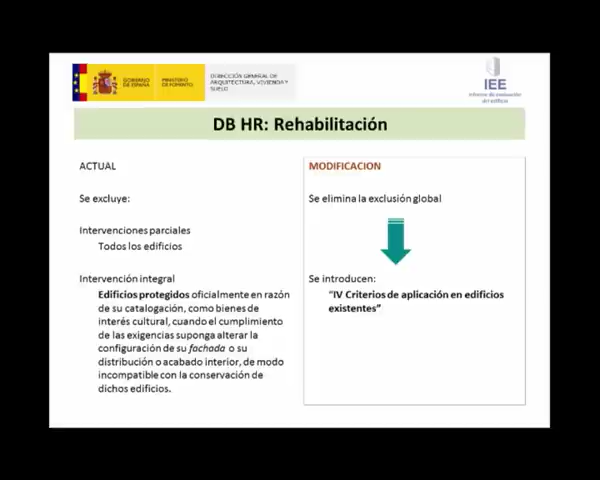 GOBIERNO
DE ESPAÑA
MINISTERIO
DE FOMENTO
DIRECCIÓN GENERAL DE
ARQUITECTURA, VIVIENDA Y
SUELO
IEE
Informe de evaluación
del edificio
DB HR: Rehabilitación
ACTUAL
Se excluye:
Intervenciones parciales
Todos los edificios
Intervención integral
Edificios protegidos oficialmente en razón
de su catalogación, como bienes de
interés cultural, cuando el cumplimiento
de las exigencias suponga alterar la
configuración de su fachada o su
distribución o acabado interior, de modo
incompatible con la conservación de
dichos edificios.
MODIFICACION
Se elimina la exclusión global
Se introducen:
“IV Criterios de aplicación en edificios
existentes”